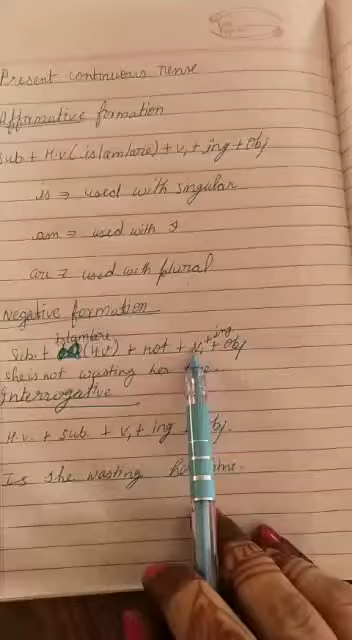 Present continuous Tense
Affirmative formation
Sub + H.v (is/am/are) + v1 + ing + Obj
is → used with singular
am → used with I
are → used with plural
Negative formation
is/am/are +ing
Sub. + (H.V) + not + v1 + Obj
She is not wasting her
Interrogative
H.v. + sub. + v1 + ing bj.
Is she wasting ime.